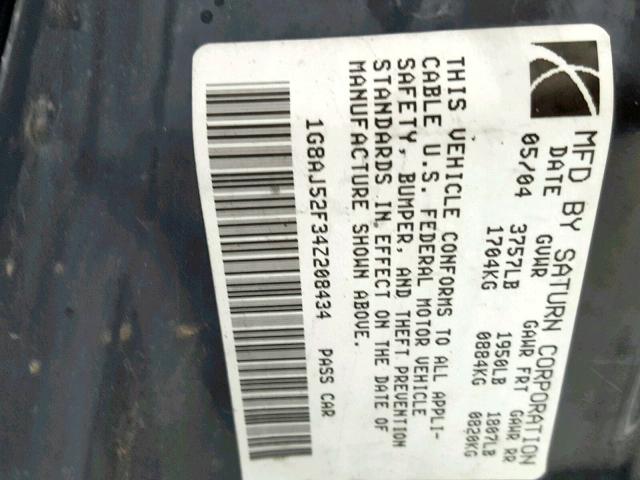 MFD BY SATURN CORPORATION
DATE GVWR GAWR FRT GAWR RR
05/04 3757LB 1950LB 1807LB
1704KG 0884KG 0820KG
THIS VEHICLE CONFORMS TO ALL APPLI-
CABLE U.S. FEDERAL MOTOR VEHICLE
SAFETY, BUMPER, AND THEFT PREVENTION
STANDARDS IN EFFECT ON THE DATE OF
MANUFACTURE SHOWN ABOVE.
1G8AJ52F34Z208434 PASS CAR